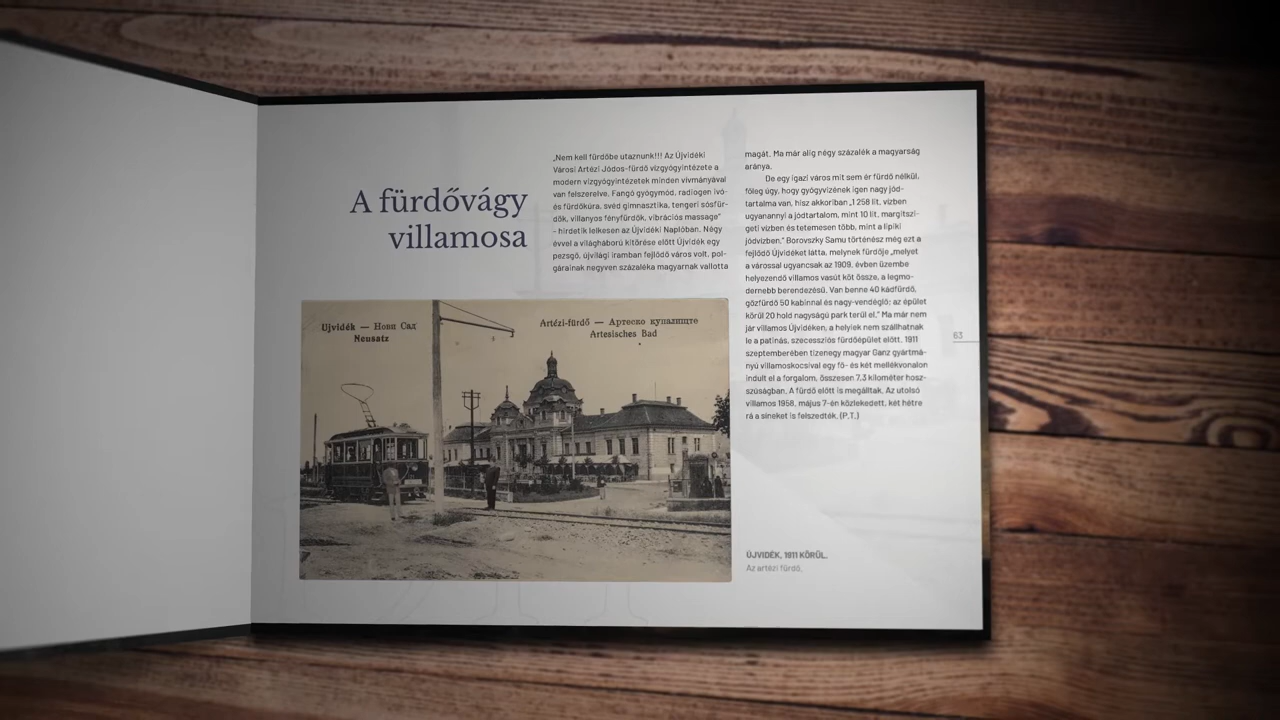 A fürdővágy
villamosa
„Nem kell fürdőbe utaznunk!!! Az Újvidéki
Városi Artézi Jódos-fürdő vízgyógyintézete a
modern vízgyógyintézetek minden vívmányával
van felszerelve. Fangó gyógymód, radiogen ivó-
és fürdőkúra, svéd gimnasztika, tengeri sósfür-
dők, villanyos fényfürdők, vibrációs massage"
- hirdetik lelkesen az Újvidéki Naplóban. Négy
évvel a világháború kitörése előtt Újvidék egy
pezsgő, újvilági iramban fejlődő város volt, pol-
gárainak negyven százaléka magyarnak vallotta
magát. Ma már alig négy százalék a magyarság
aránya.
De egy igazi város mit sem ér fürdő nélkül,
főleg úgy, hogy gyógyvizének igen nagy jód-
tartalma van, hisz akkoriban „1 258 lit. vízben
ugyanannyi a jódtartalom, mint 10 lit. margitszi-
geti vízben és tetemesen több, mint a lipiki
jódvízben." Borovszky Samu történész még ezt a
fejlődő Újvidéket látta, melynek fürdője „melyet
a várossal ugyancsak az 1909. évben üzembe
helyezendő villamos vasút köt össze, a legmo-
dernebb berendezésű. Van benne 40 kádfürdő,
gőzfürdő 50 kabinnal és nagy-vendéglő; az épület
körül 20 hold nagyságú park terül el." Ma már nem
jár villamos Újvidéken, a helyiek nem szállhatnak
le a patinás, szecessziós fürdőépület előtt. 1911
szeptemberében tizenegy magyar Ganz gyártmá-
nyú villamoskocsival egy fő- és két mellékvonalon
indult el a forgalom, összesen 7,3 kilométer hosz-
szúságban. A fürdő előtt is megálltak. Az utolsó
villamos 1958. május 7-én közlekedett, két hétre
rá a síneket is felszedték. (P.T.)
63
Ujvidék — Нови Сад
Neusatz
Artézi-fürdő — Артеско купалиште
Artesisches Bad
ÚJVIDÉK, 1911 KÖRÜL.
Az artézi fürdő.